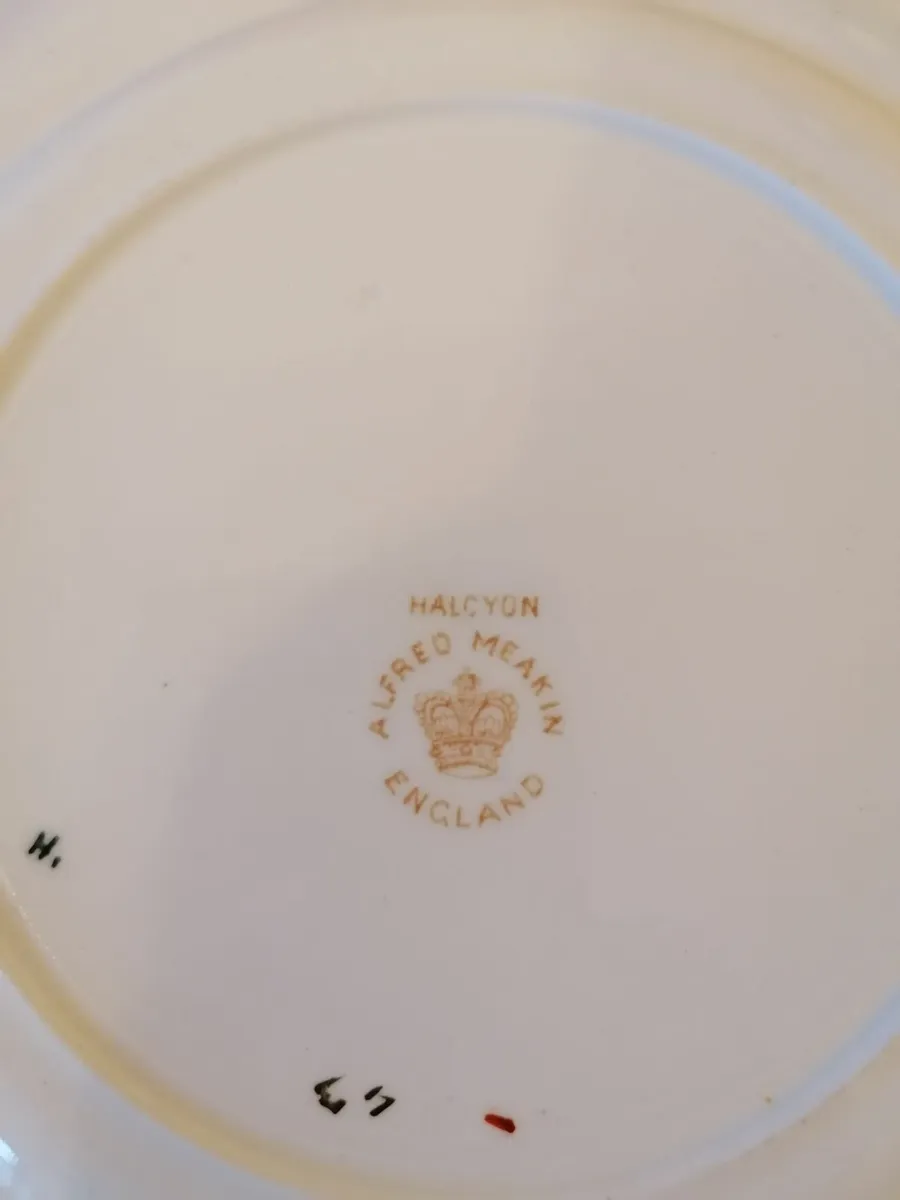 HALCYON
ALFRED MEAKIN
ENGLAND
H.